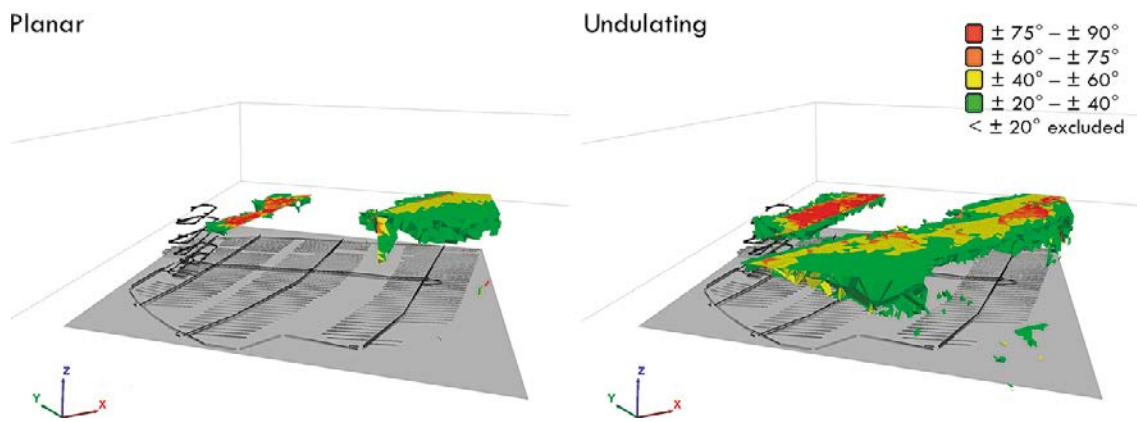 Planar
Undulating
± 75° – ± 90°
± 60° – ± 75°
± 40° – ± 60°
± 20° – ± 40°
< ± 20° excluded
Z
Y
X
Z
Y
X